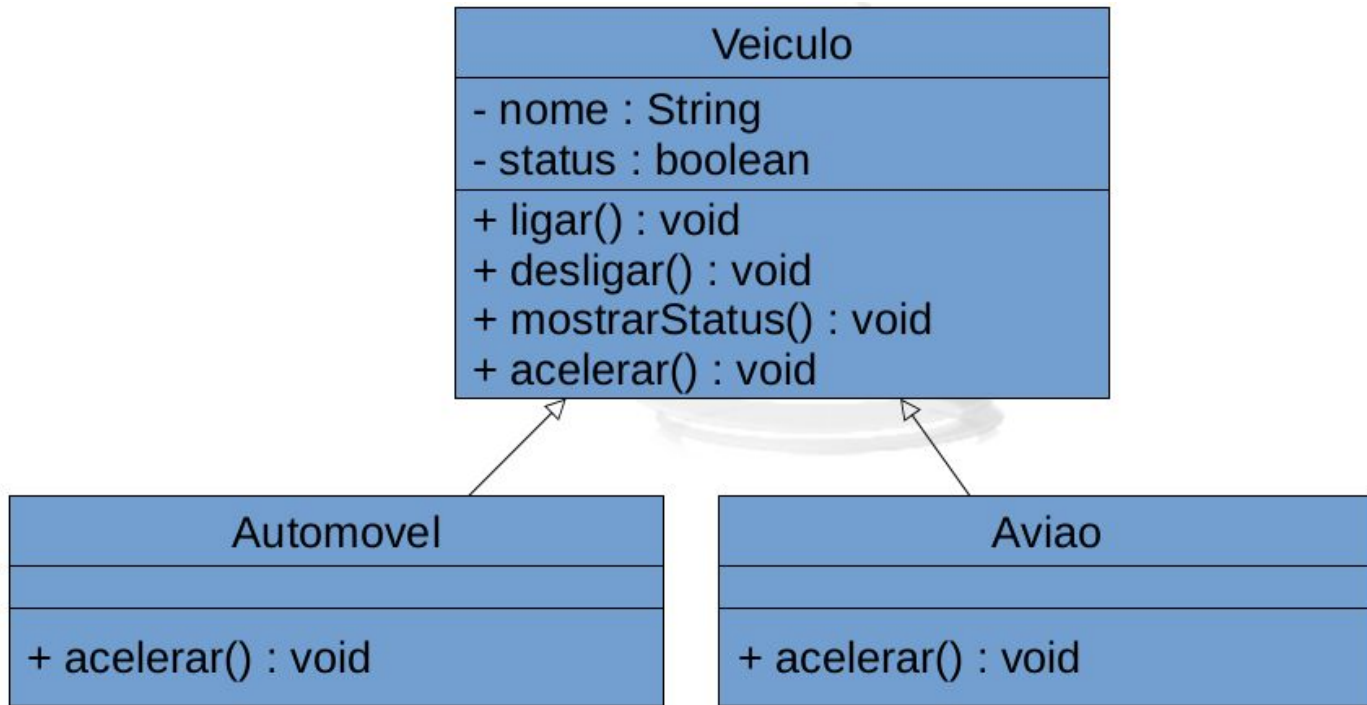 Veiculo
- nome : String
- status : boolean
+ ligar() : void
+ desligar() : void
+ mostrarStatus() : void
+ acelerar() : void
Automovel
+ acelerar() : void
Aviao
+ acelerar() : void